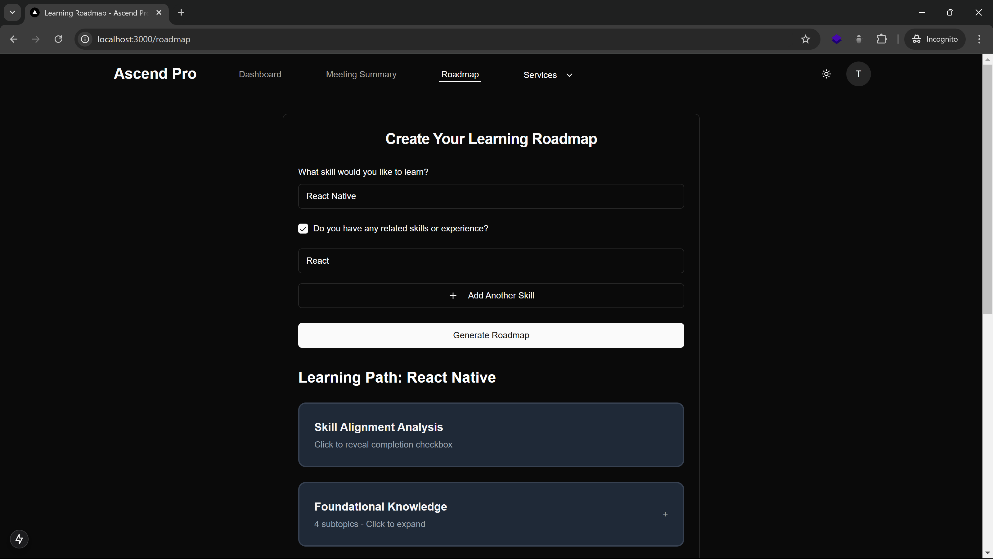 Learning Roadmap - Ascend Pr
localhost:3000/roadmap
Incognito
Ascend Pro
Dashboard
Meeting Summary
Roadmap
Services
T
Create Your Learning Roadmap
What skill would you like to learn?
React Native
Do you have any related skills or experience?
React
+ Add Another Skill
Generate Roadmap
Learning Path: React Native
Skill Alignment Analysis
Click to reveal completion checkbox
Foundational Knowledge
4 subtopics - Click to expand
+